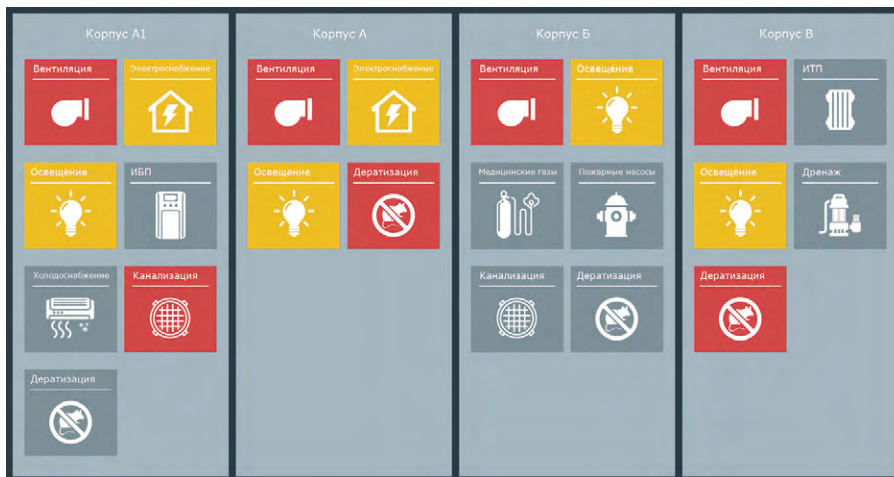 Корпус А1
Вентиляция
Электроснабжение
Освещение
ИБП
Холодоснабжение
Канализация
Дератизация
Корпус А
Вентиляция
Электроснабжение
Освещение
Дератизация
Корпус Б
Вентиляция
Освещение
Медицинские газы
Пожарные насосы
Канализация
Дератизация
Корпус В
Вентиляция
ИТП
Освещение
Дренаж
Дератизация